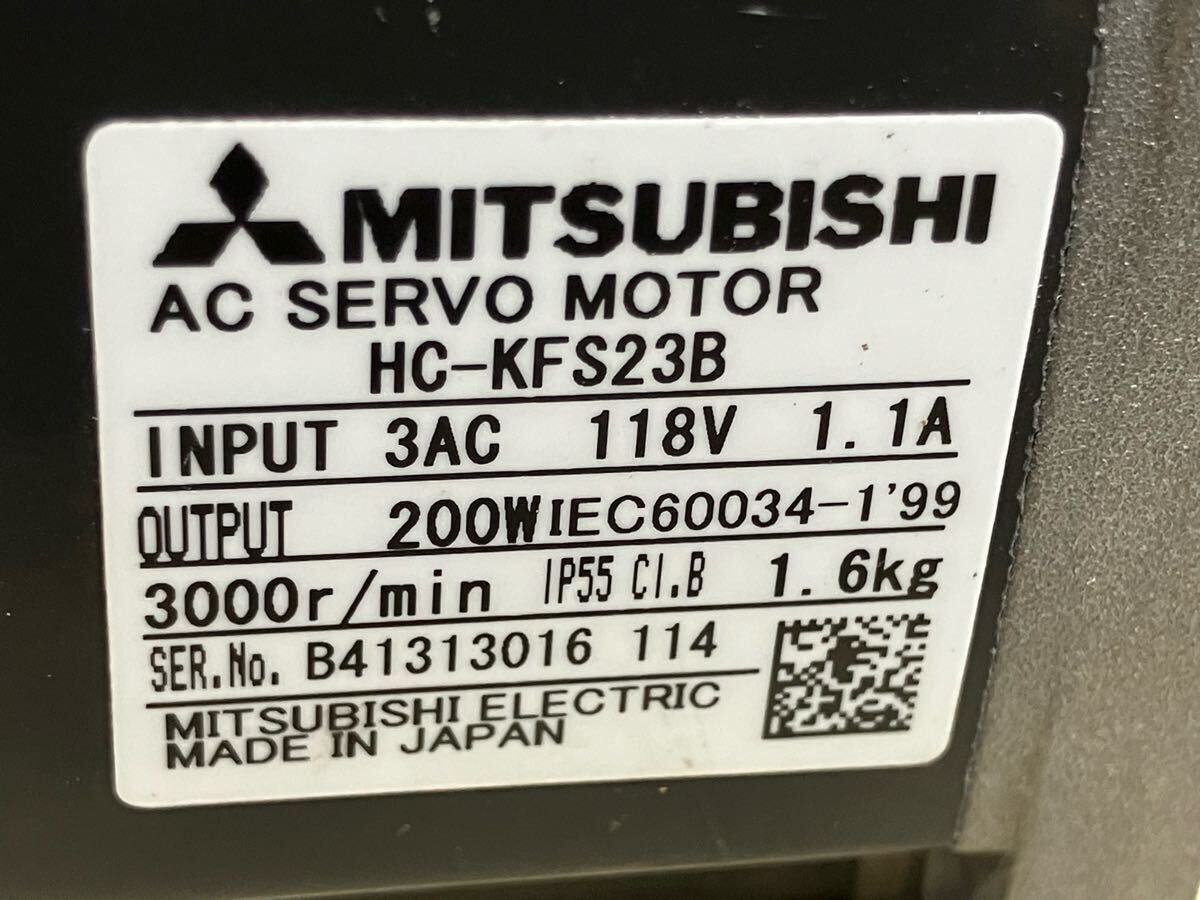 MITSUBISHI
AC SERVO MOTOR
HC-KFS23B
INPUT 3AC 118V 1.1A
OUTPUT 200W IEC60034-1'99
3000r/min IP55 CI.B 1.6kg
SER.No. B41313016 114
MITSUBISHI ELECTRIC
MADE IN JAPAN